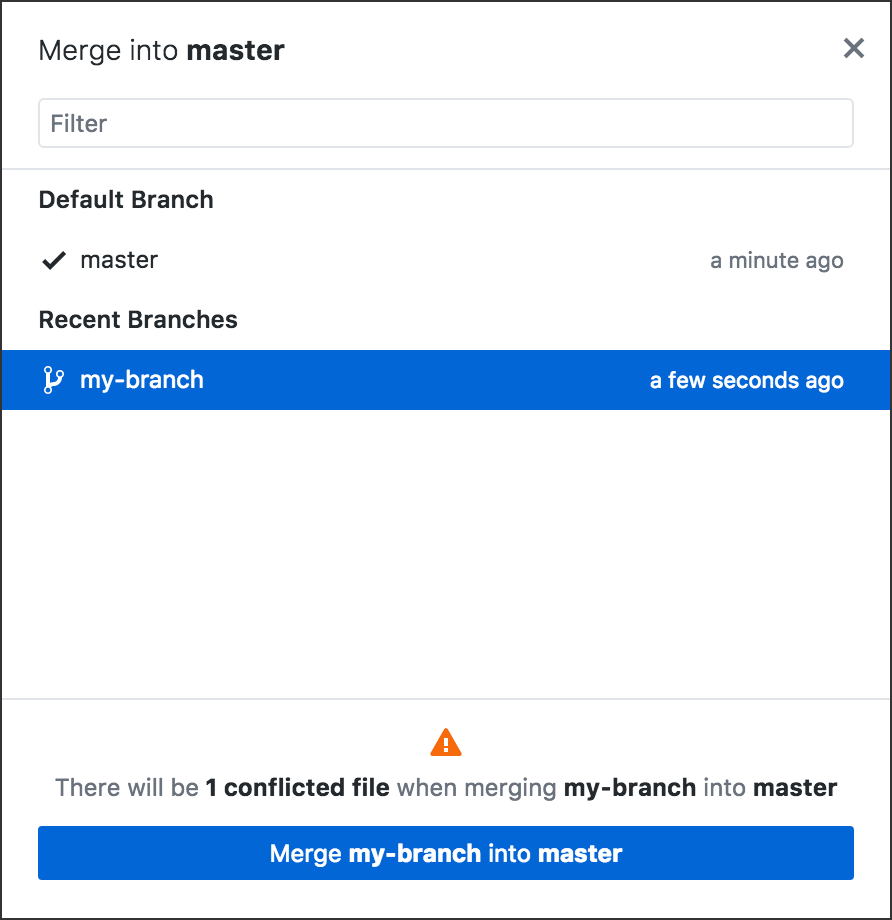 Merge into master
Filter
Default Branch
master a minute ago
Recent Branches
my-branch a few seconds ago
There will be 1 conflicted file when merging my-branch into master
Merge my-branch into master